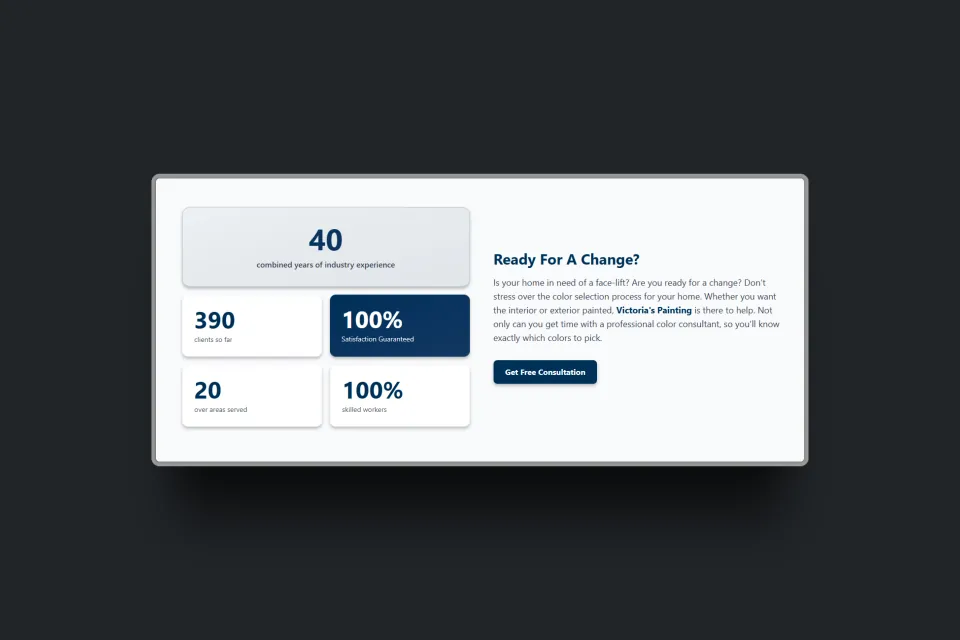 40
combined years of industry experience
390
clients so far
100%
Satisfaction Guaranteed
20
over areas served
100%
skilled workers
Ready For A Change?
Is your home in need of a face-lift? Are you ready for a change? Don't
stress over the color selection process for your home. Whether you want
the interior or exterior painted, Victoria's Painting is there to help. Not
only can you get time with a professional color consultant, so you'll know
exactly which colors to pick.
Get Free Consultation